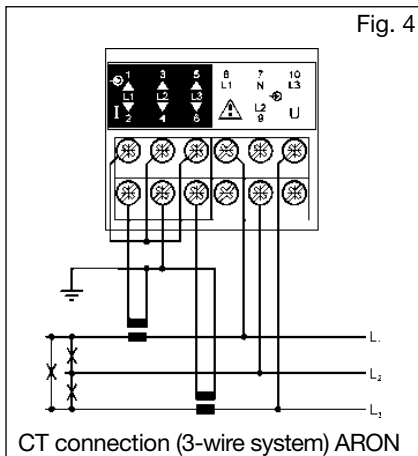 Fig. 4
1 3 5 8 7 10
L1 L2 L3 L1 N L3
I 2 4 6 L2 9 U
L1
L2
L3
CT connection (3-wire system) ARON